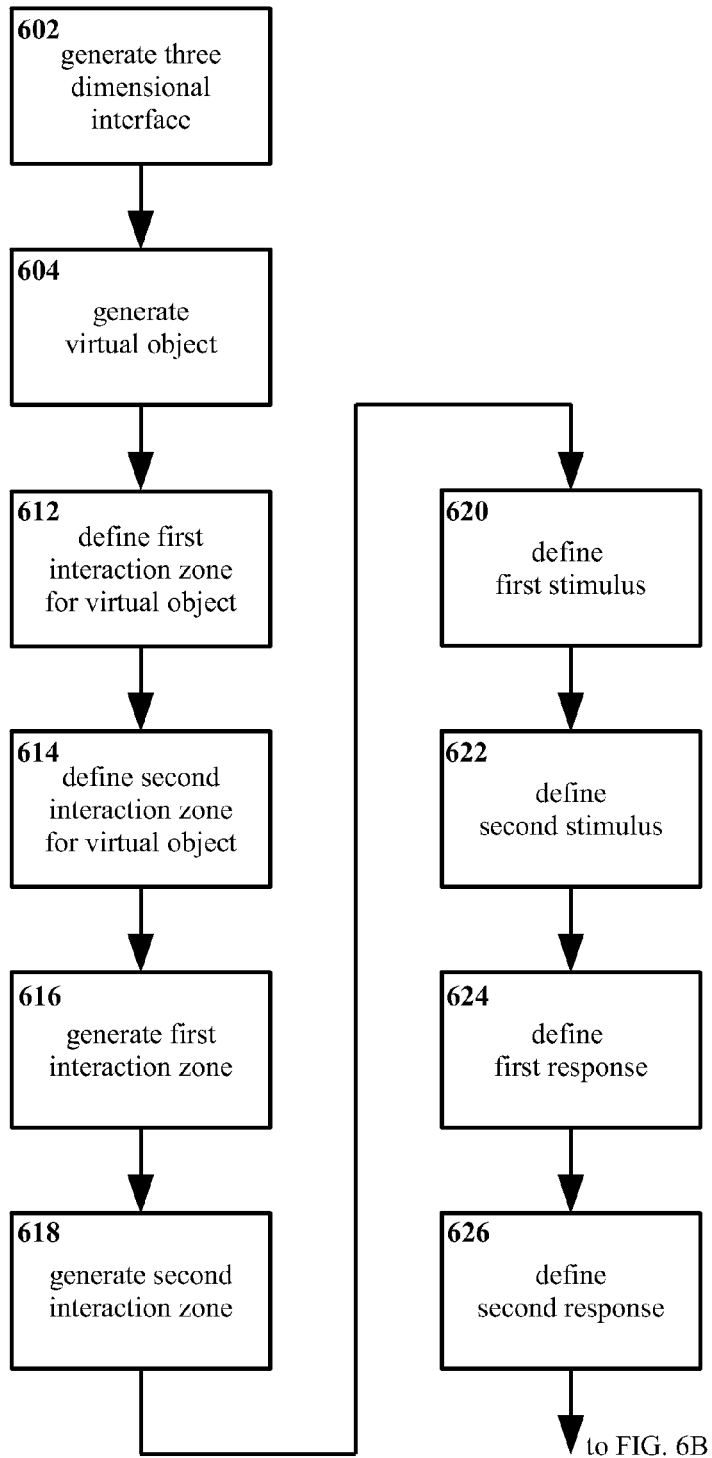 602
generate three
dimensional
interface
604
generate
virtual object
612
define first
interaction zone
for virtual object
614
define second
interaction zone
for virtual object
616
generate first
interaction zone
618
generate second
interaction zone
620
define
first stimulus
622
define
second stimulus
624
define
first response
626
define
second response
to FIG. 6B